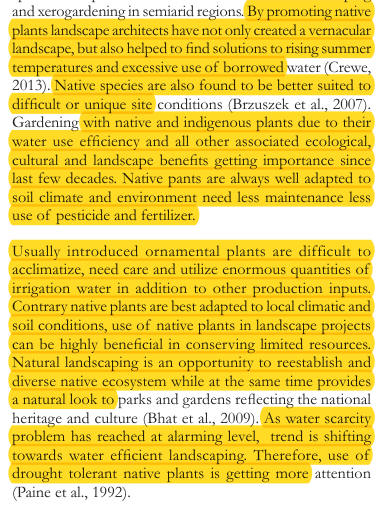 and xerogardening in semiarid regions. By promoting native
plants landscape architects have not only created a vernacular
landscape, but also helped to find solutions to rising summer
temperatures and excessive use of borrowed water (Crewe,
2013). Native species are also found to be better suited to
difficult or unique site conditions (Brzuszek et al., 2007).
Gardening with native and indigenous plants due to their
water use efficiency and all other associated ecological,
cultural and landscape benefits getting importance since
last few decades. Native pants are always well adapted to
soil climate and environment need less maintenance less
use of pesticide and fertilizer.
Usually introduced ornamental plants are difficult to
acclimatize, need care and utilize enormous quantities of
irrigation water in addition to other production inputs.
Contrary native plants are best adapted to local climatic and
soil conditions, use of native plants in landscape projects
can be highly beneficial in conserving limited resources.
Natural landscaping is an opportunity to reestablish and
diverse native ecosystem while at the same time provides
a natural look to parks and gardens reflecting the national
heritage and culture (Bhat et al., 2009). As water scarcity
problem has reached at alarming level, trend is shifting
towards water efficient landscaping. Therefore, use of
drought tolerant native plants is getting more attention
(Paine et al., 1992).